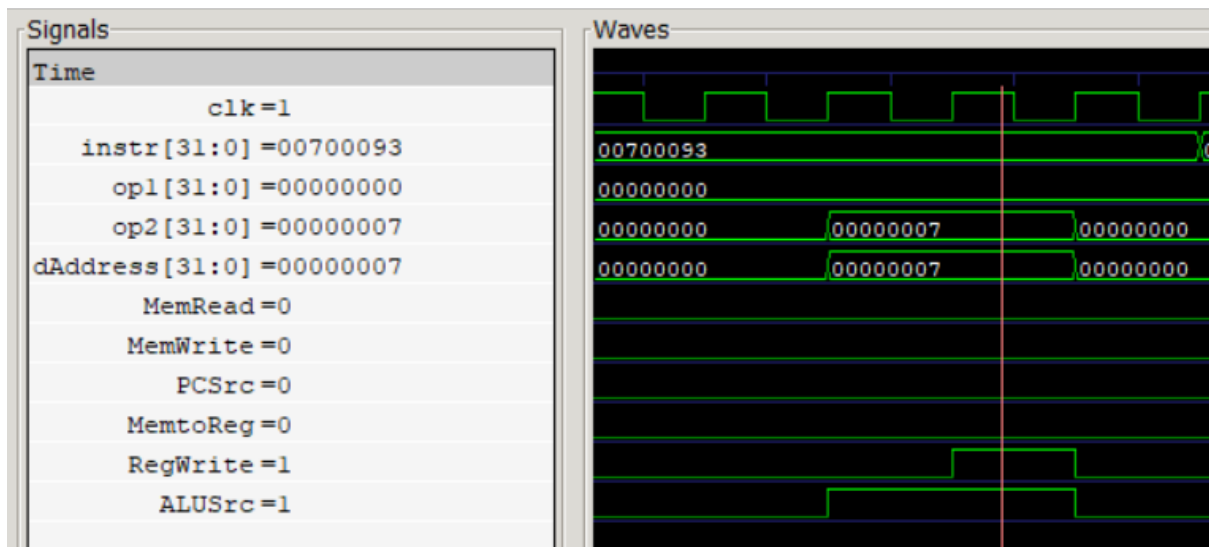 Signals
Waves
Time
clk=1
instr[31:0]=00700093
00700093
op1[31:0]=00000000
00000000
op2[31:0]=00000007
00000000 00000007 00000000
dAddress[31:0]=00000007
00000000 00000007 00000000
MemRead=0
MemWrite=0
PCSrc=0
MemtoReg=0
RegWrite=1
ALUSrc=1